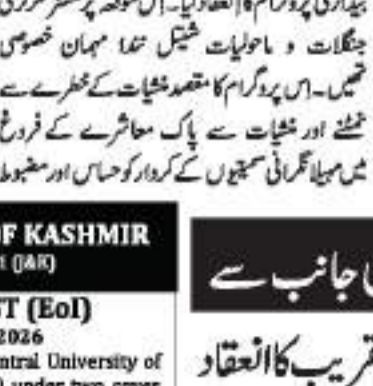 بیداری پروگرام کا انعقاد کیا۔ اس موقعہ پر
جنگلات و ماحولیات شیتل نندا مہمان خصوصی
تھیں۔ اس پروگرام کا مقصد منشیات کے خطرے سے
نمٹنے اور منشیات سے پاک معاشرے کے فروغ
میں مہیلا نگرانی کمیٹیوں کے کردار کو حساس اور مضبوط
OF KASHMIR
(J&K)
ST (EoI)
2026
ntral University of
under two cover
جانب سے
تقریب کا انعقاد